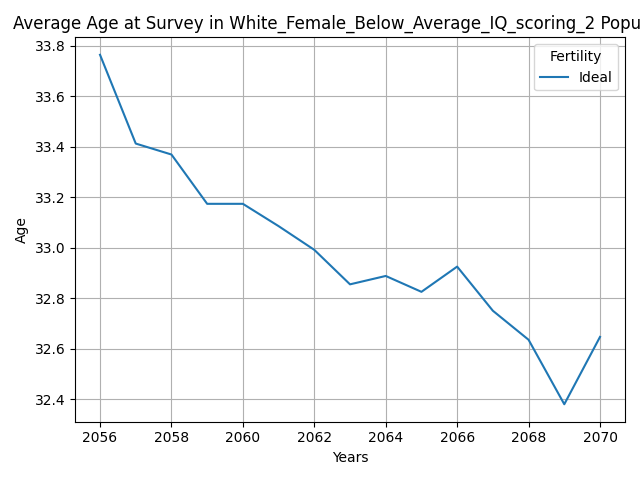 Average Age at Survey in White_Female_Below_Average_IQ_scoring_2 Popu
33.8
33.6
33.4
33.2
33.0
32.8
32.6
32.4
Age
Fertility
Ideal
2056 2058 2060 2062 2064 2066 2068 2070
Years